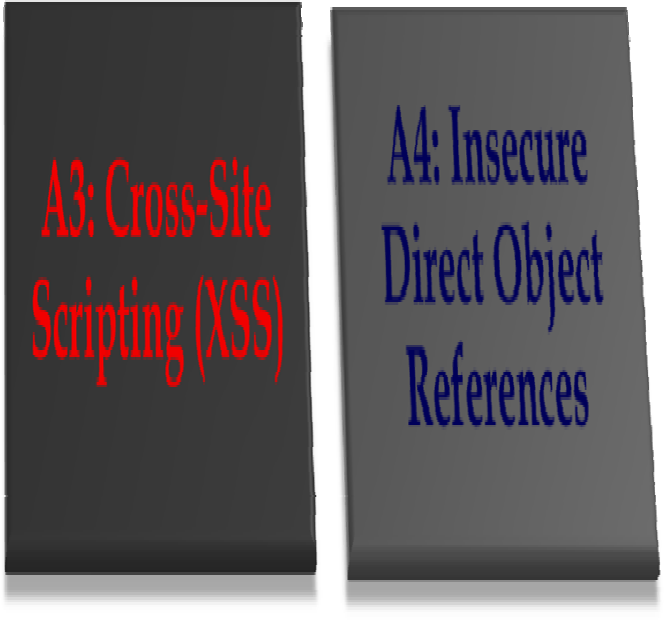 A3: Cross-Site
Scripting (XSS)
A4: Insecure
Direct Object
References